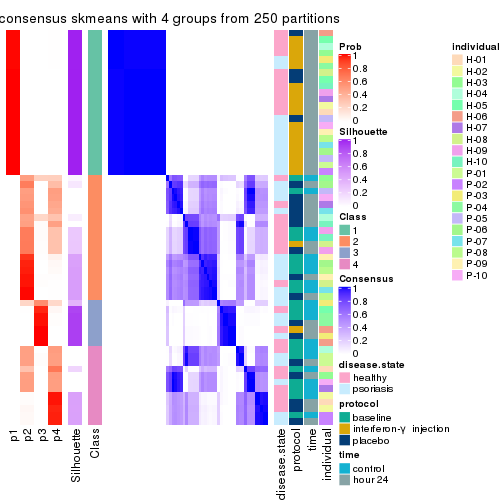 consensus skmeans with 4 groups from 250 partitions
Prob
1
0.8
0.6
0.4
0.2
0
Silhouette
1
0.8
0.6
0.4
0.2
0
Class
1
2
3
4
Consensus
1
0.8
0.6
0.4
0.2
0
disease.state
healthy
psoriasis
protocol
baseline
interferon-γ injection
placebo
time
control
hour 24
individual
H-01
H-02
H-03
H-04
H-05
H-06
H-07
H-08
H-09
H-10
P-01
P-02
P-03
P-04
P-05
P-06
P-07
P-08
P-09
P-10
p1
p2
p3
p4
Silhouette
Class
disease.state
protocol
time
individual